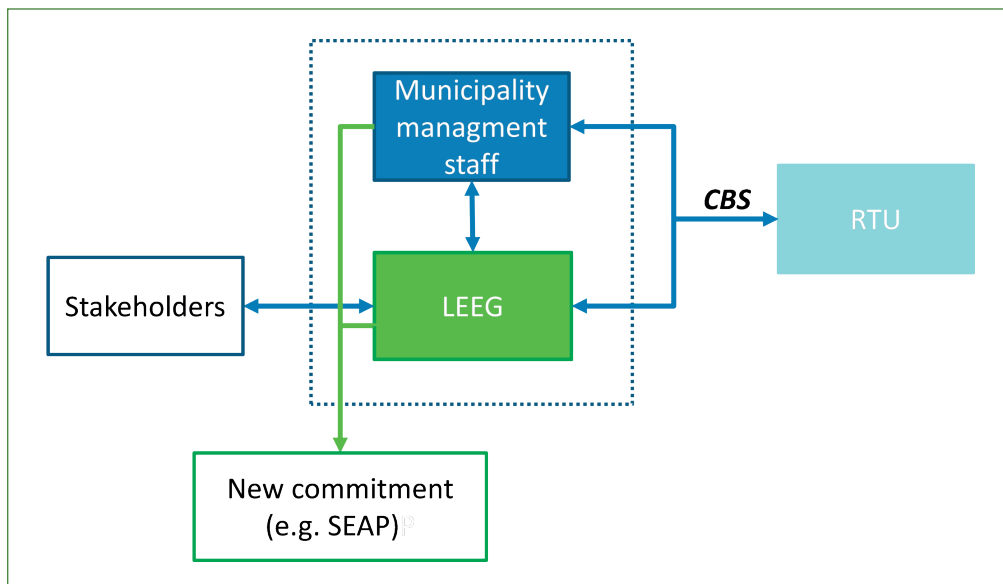 Municipality
managment
staff
CBS
RTU
Stakeholders
LEEG
New commitment
(e.g. SEAP)